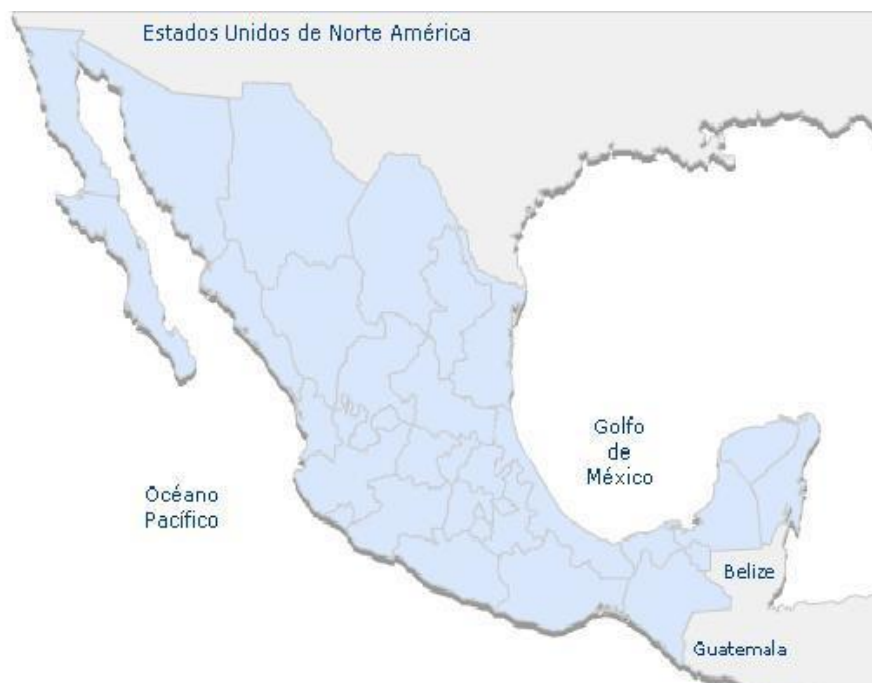 Estados Unidos de Norte América
Golfo
de
México
Océano
Pacífico
Belize
Guatemala